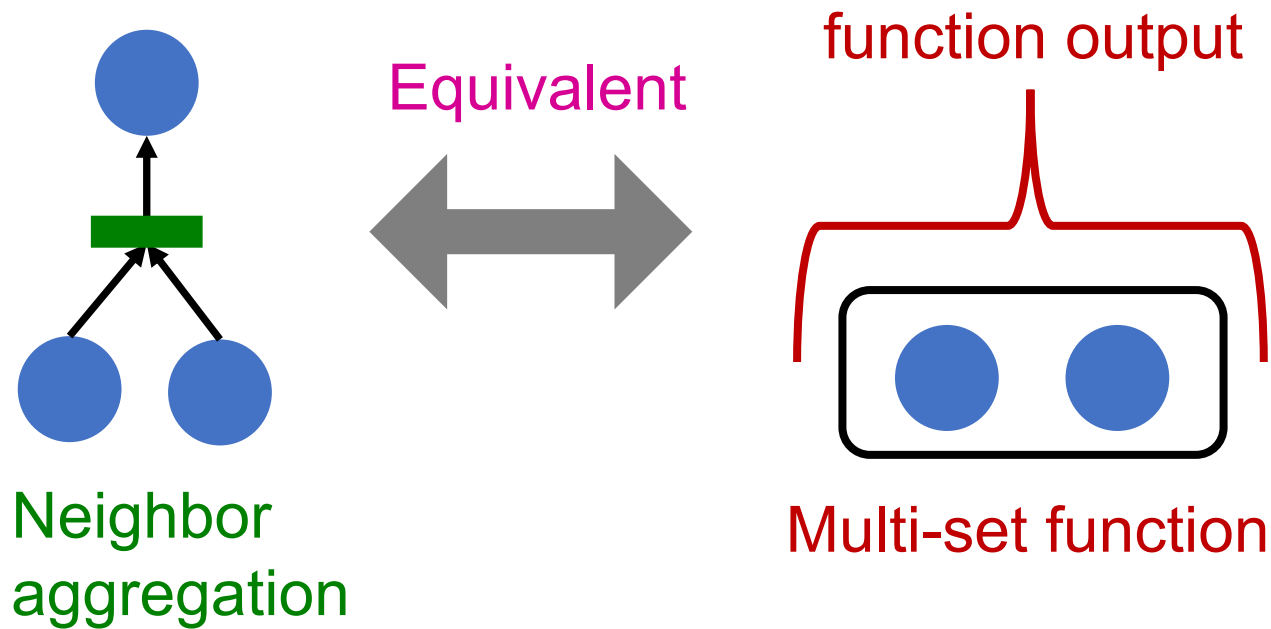 function output
Equivalent
Neighbor
aggregation
Multi-set function